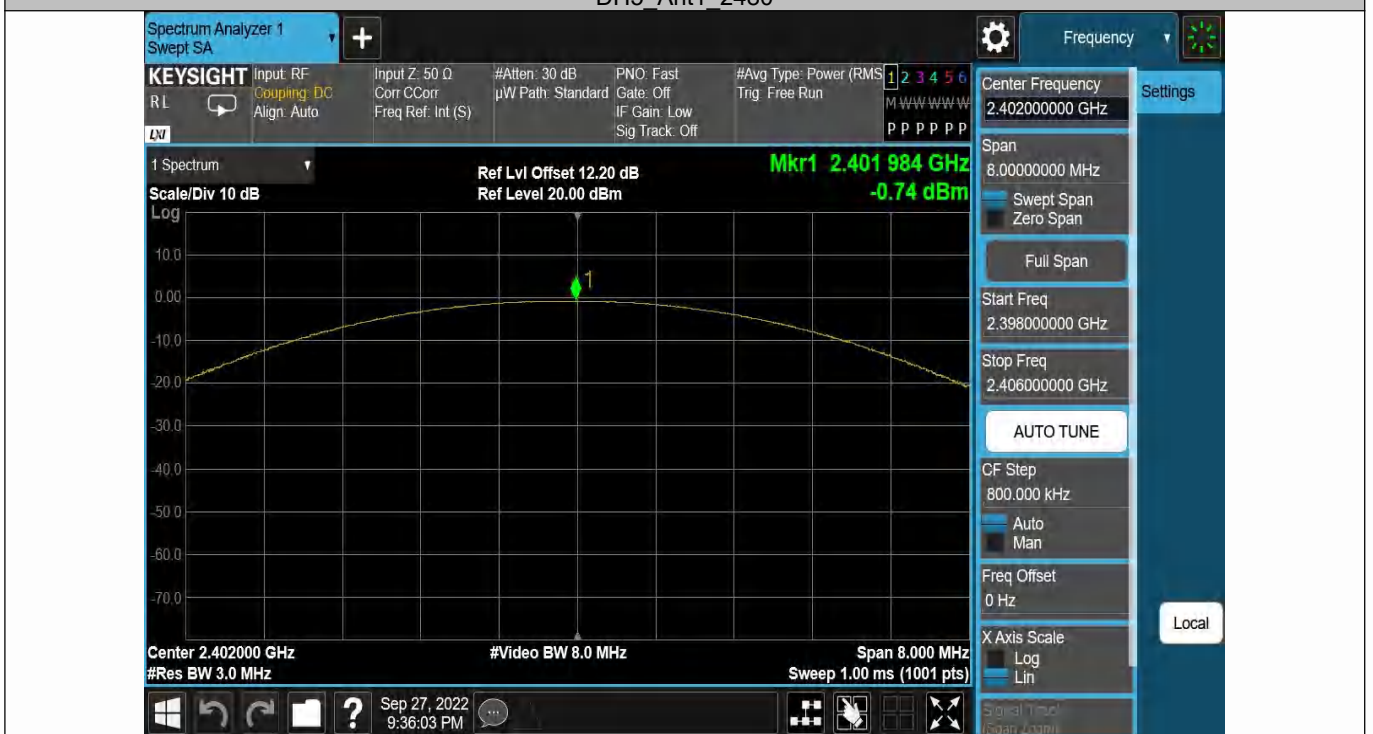 DH5_Ant1_2480
Spectrum Analyzer 1
Swept SA
Frequency
KEYSIGHT
RL
LXI
Input: RF
Coupling: DC
Align: Auto
Input Z: 50 Ω
Corr CCorr
Freq Ref: Int (S)
#Atten: 30 dB
µW Path: Standard
PNO: Fast
Gate: Off
IF Gain: Low
Sig Track: Off
#Avg Type: Power (RMS
Trig: Free Run
1 2 3 4 5 6
M W W W W W
P P P P P P
1 Spectrum
Scale/Div 10 dB
Ref Lvl Offset 12.20 dB
Ref Level 20.00 dBm
Mkr1 2.401 984 GHz
-0.74 dBm
Log
10.0
0.00
-10.0
-20.0
-30.0
-40.0
-50.0
-60.0
-70.0
1
Center 2.402000 GHz
#Res BW 3.0 MHz
#Video BW 8.0 MHz
Span 8.000 MHz
Sweep 1.00 ms (1001 pts)
Center Frequency
2.402000000 GHz
Settings
Span
8.00000000 MHz
Swept Span
Zero Span
Full Span
Start Freq
2.398000000 GHz
Stop Freq
2.406000000 GHz
AUTO TUNE
CF Step
800.000 kHz
Auto
Man
Freq Offset
0 Hz
Local
X Axis Scale
Log
Lin
Signal Track
(Span Zoom)
?
Sep 27, 2022
9:36:03 PM